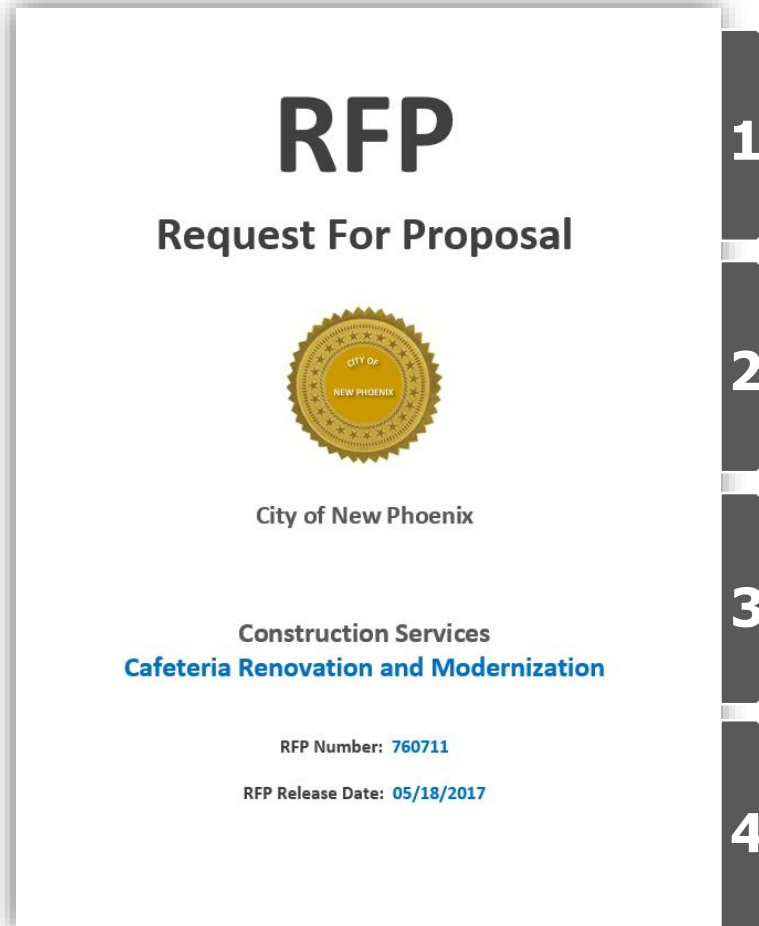 RFP
Request For Proposal
CITY OF
NEW PHOENIX
City of New Phoenix
Construction Services
Cafeteria Renovation and Modernization
RFP Number: 760711
RFP Release Date: 05/18/2017
1
2
3
4